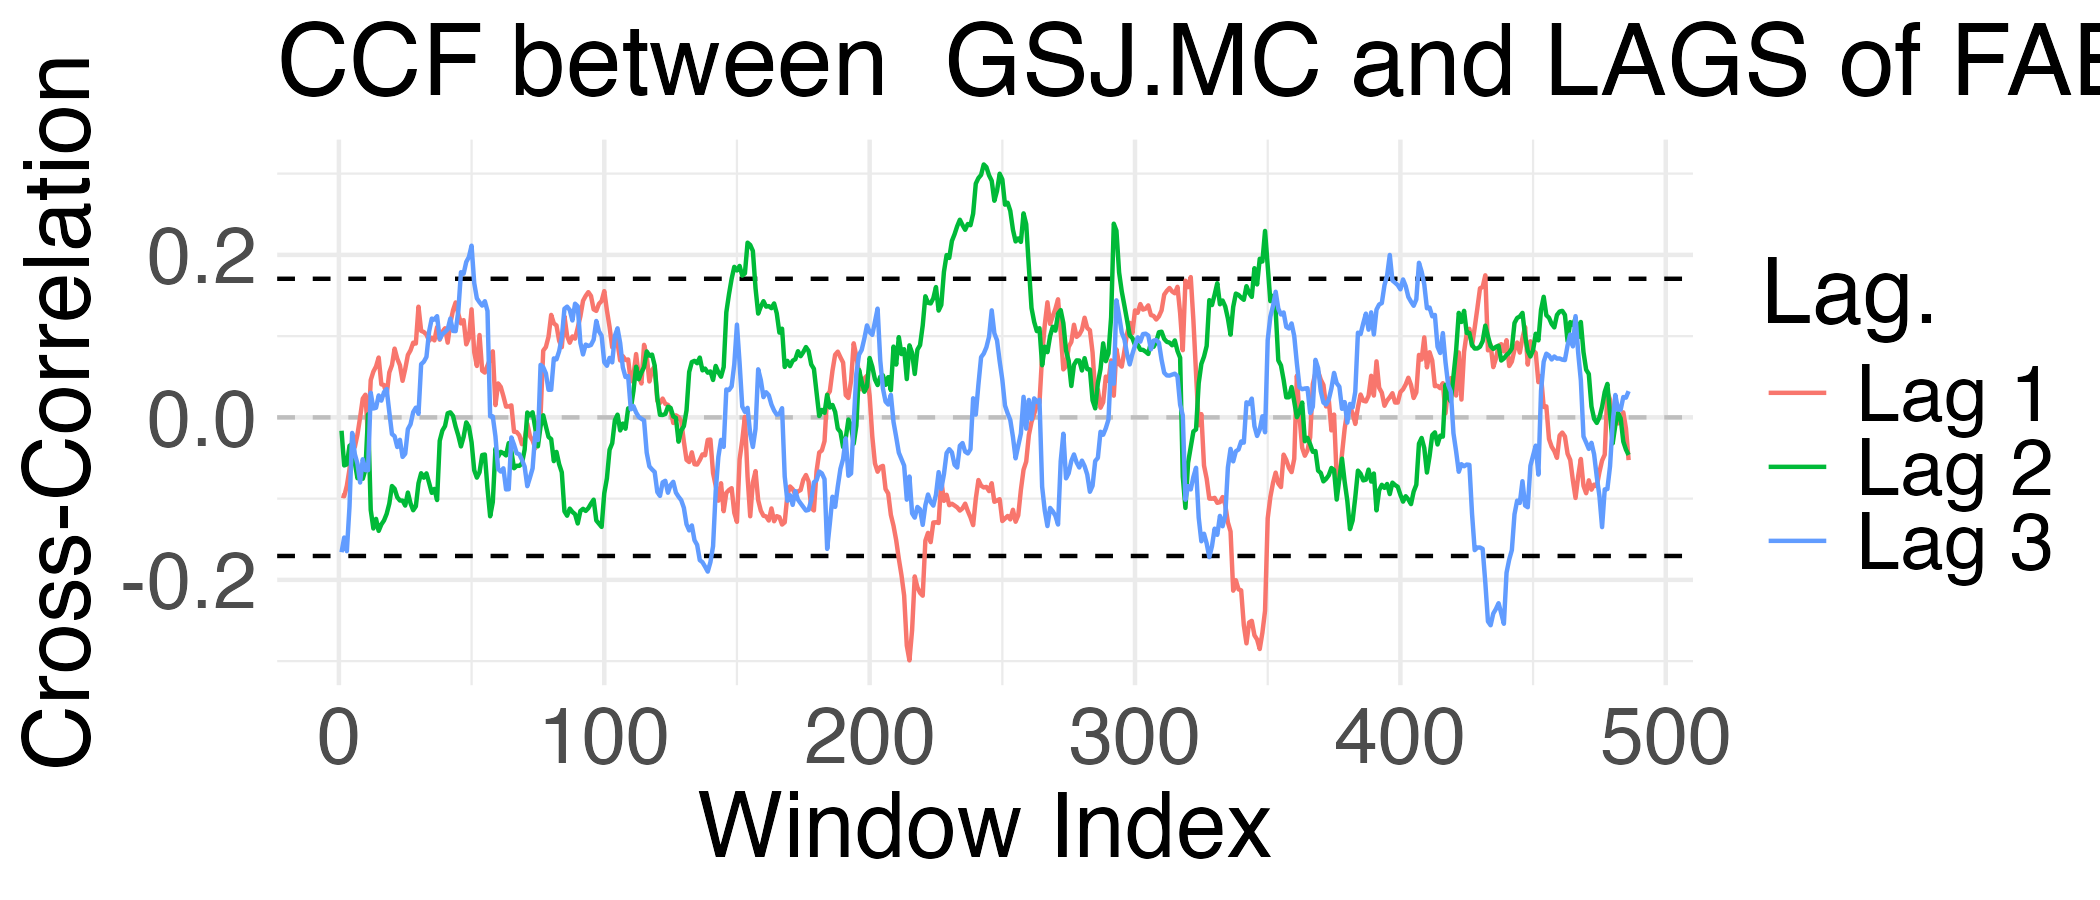 CCF between GSJ.MC and LAGS of FAE
Cross-Correlation
0.2
0.0
-0.2
0 100 200 300 400 500
Window Index
Lag.
Lag 1
Lag 2
Lag 3